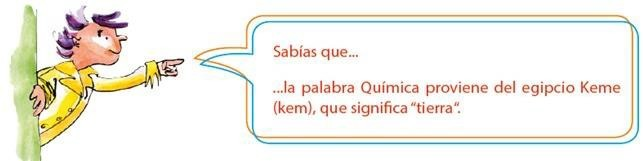 Sabías que...
...la palabra Química proviene del egipcio Keme
(kem), que significa “tierra“.